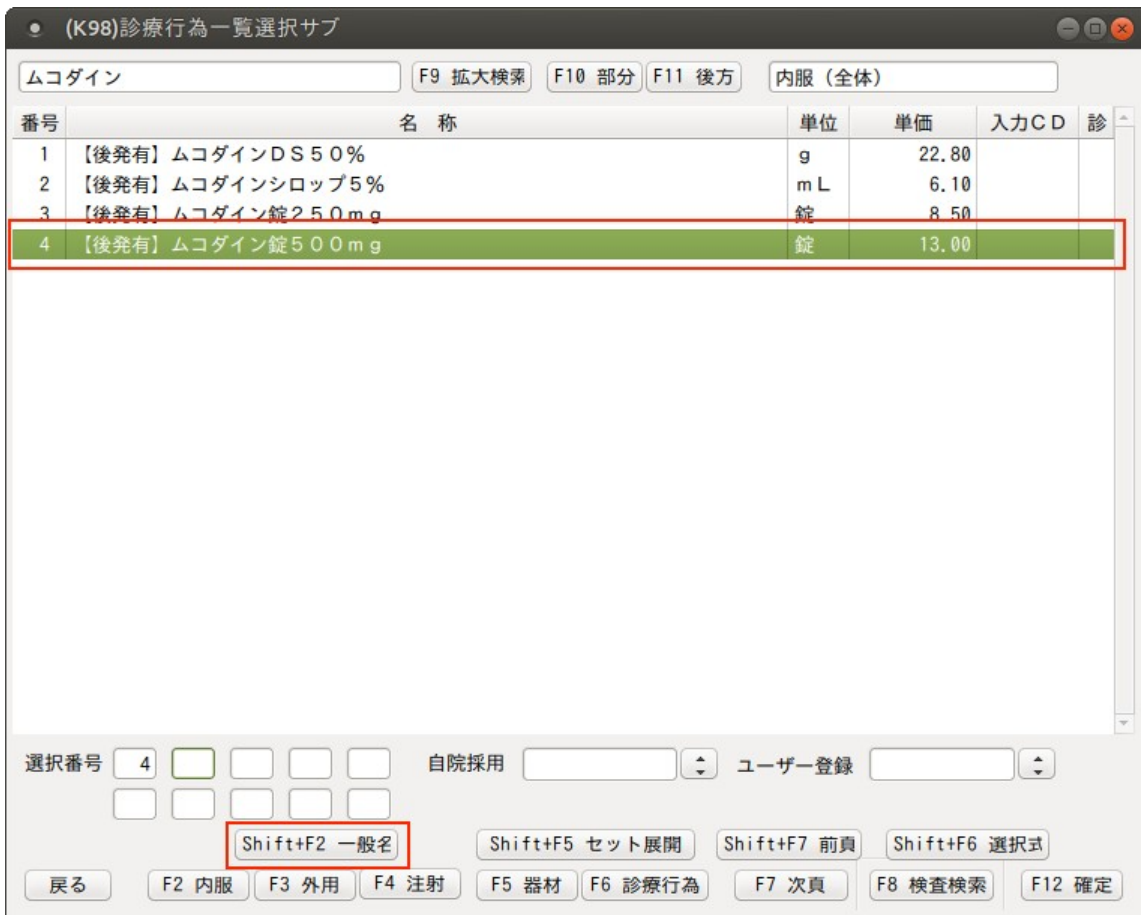 (K98)診療行為一覧選択サブ
ムコダイン F9 拡大検索 F10 部分 F11 後方 内服（全体）
番号 名 称 単位 単価 入力ＣＤ 診
1 【後発有】ムコダインＤＳ５０％ ｇ 22.80
2 【後発有】ムコダインシロップ５％ ｍＬ 6.10
3 【後発有】ムコダイン錠２５０ｍｇ 錠 8.50
4 【後発有】ムコダイン錠５００ｍｇ 錠 13.00
選択番号 4 自院採用 ユーザー登録
Shift+F2 一般名 Shift+F5 セット展開 Shift+F7 前頁 Shift+F6 選択式
戻る F2 内服 F3 外用 F4 注射 F5 器材 F6 診療行為 F7 次頁 F8 検査検索 F12 確定